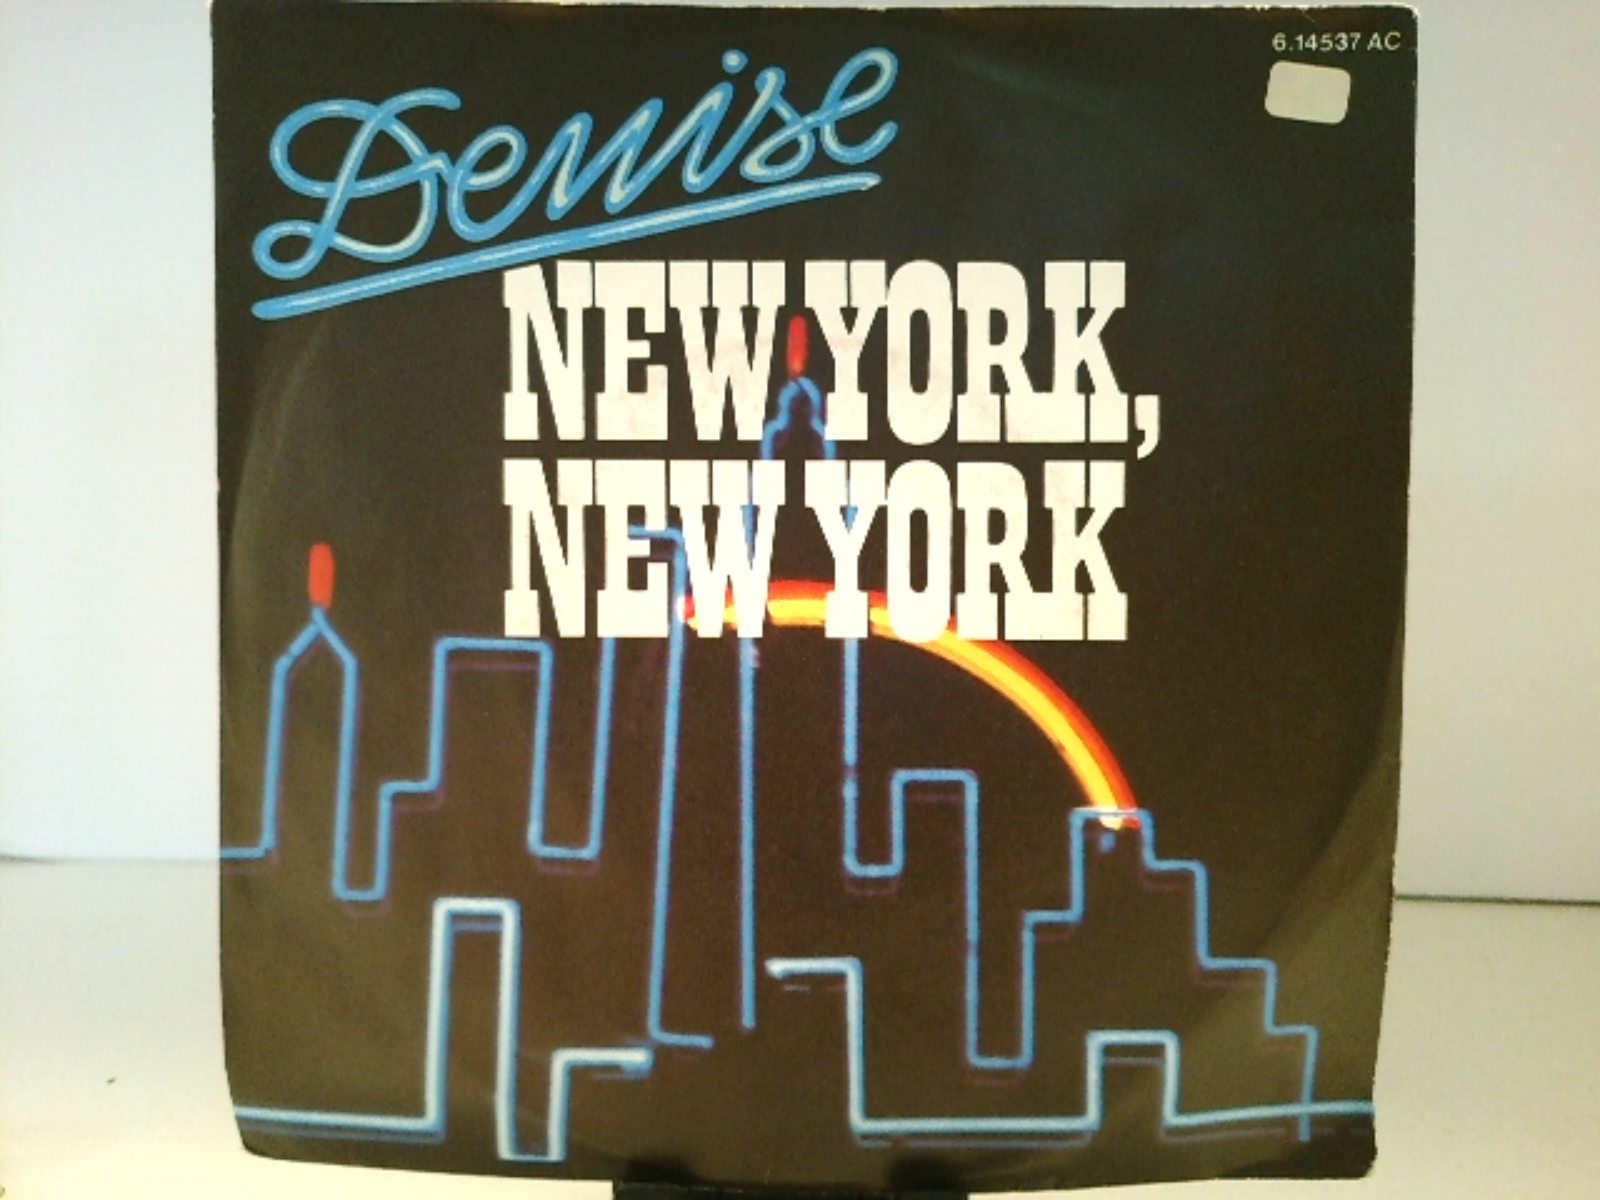 6.14537 AC
Denise
NEW YORK,
NEW YORK